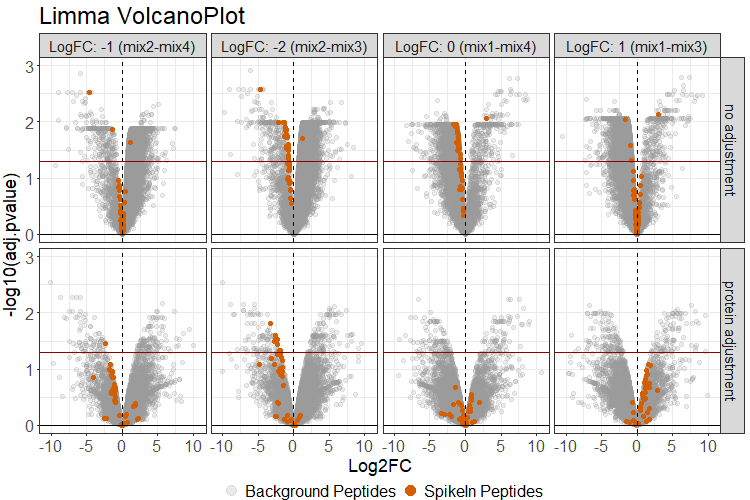 Limma VolcanoPlot
LogFC: -1 (mix2-mix4) LogFC: -2 (mix2-mix3) LogFC: 0 (mix1-mix4) LogFC: 1 (mix1-mix3)
3
2
1
0
no adjustment
-log10(adj.pvalue)
3
2
1
0
protein adjustment
-10 -5 0 5 10 -10 -5 0 5 10 -10 -5 0 5 10 -10 -5 0 5 10
Log2FC
Background Peptides SpikeIn Peptides